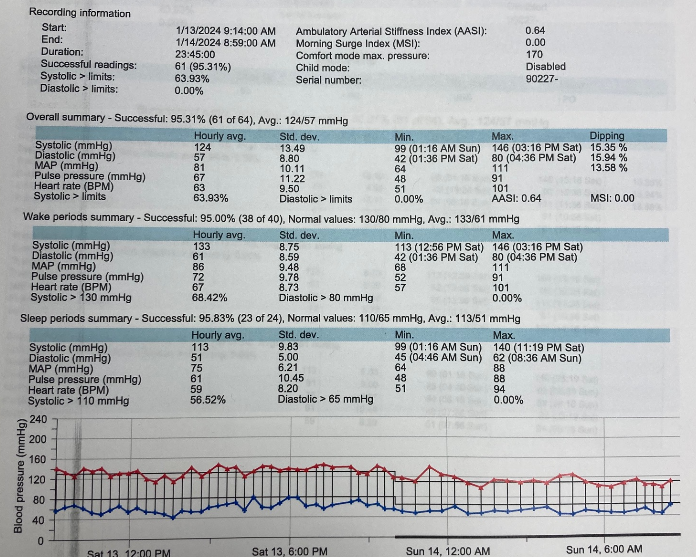 Recording information
Start: 1/13/2024 9:14:00 AM Ambulatory Arterial Stiffness Index (AASI): 0.64
End: 1/14/2024 8:59:00 AM Morning Surge Index (MSI): 0.00
Duration: 23:45:00 Comfort mode max. pressure: 170
Successful readings: 61 (95.31%) Child mode: Disabled
Systolic > limits: 63.93% Serial number: 90227-
Diastolic > limits: 0.00%
Overall summary - Successful: 95.31% (61 of 64), Avg.: 124/57 mmHg
Hourly avg. Std. dev. Min. Max. Dipping
Systolic (mmHg) 124 13.49 99 (01:16 AM Sun) 146 (03:16 PM Sat) 15.35 %
Diastolic (mmHg) 57 8.80 42 (01:36 PM Sat) 80 (04:36 PM Sat) 15.94 %
MAP (mmHg) 81 10.11 64 111 13.58 %
Pulse pressure (mmHg) 67 11.22 48 91
Heart rate (BPM) 63 9.50 51 101
Systolic > limits 63.93% Diastolic > limits 0.00% AASI: 0.64 MSI: 0.00
Wake periods summary - Successful: 95.00% (38 of 40), Normal values: 130/80 mmHg, Avg.: 133/61 mmHg
Hourly avg. Std. dev. Min. Max.
Systolic (mmHg) 133 8.75 113 (12:56 PM Sat) 146 (03:16 PM Sat)
Diastolic (mmHg) 61 8.59 42 (01:36 PM Sat) 80 (04:36 PM Sat)
MAP (mmHg) 86 9.48 68 111
Pulse pressure (mmHg) 72 9.78 52 91
Heart rate (BPM) 67 8.73 57 101
Systolic > 130 mmHg 68.42% Diastolic > 80 mmHg 0.00%
Sleep periods summary - Successful: 95.83% (23 of 24), Normal values: 110/65 mmHg, Avg.: 113/51 mmHg
Hourly avg. Std. dev. Min. Max.
Systolic (mmHg) 113 9.83 99 (01:16 AM Sun) 140 (11:19 PM Sat)
Diastolic (mmHg) 51 5.00 45 (04:46 AM Sun) 62 (08:36 AM Sun)
MAP (mmHg) 75 6.21 64 88
Pulse pressure (mmHg) 61 10.45 48 88
Heart rate (BPM) 59 8.20 51 94
Systolic > 110 mmHg 56.52% Diastolic > 65 mmHg 0.00%
Blood pressure (mmHg)
240
200
160
120
80
40
0
Sat 13, 12:00 PM Sat 13, 6:00 PM Sun 14, 12:00 AM Sun 14, 6:00 AM